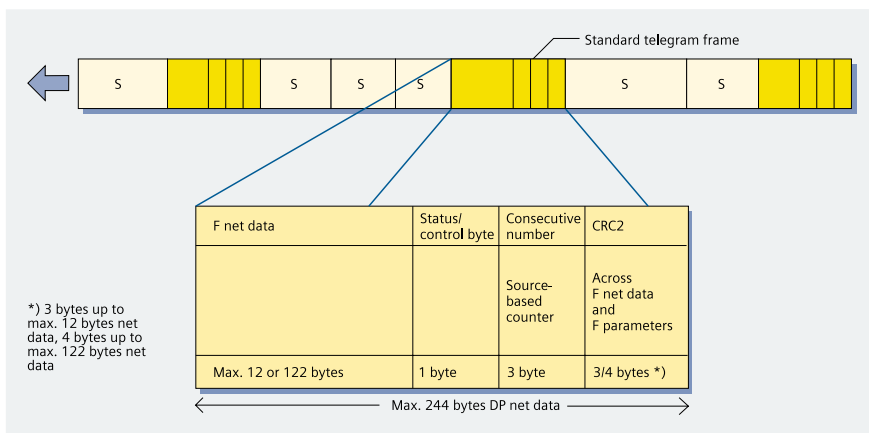 Standard telegram frame
S
S
S
S
S
S
F net data
Status/
control byte
Consecutive
number
CRC2
Source-
based
counter
Across
F net data
and
F parameters
*) 3 bytes up to
max. 12 bytes net
data, 4 bytes up to
max. 122 bytes net
data
Max. 12 or 122 bytes
1 byte
3 byte
3/4 bytes *)
Max. 244 bytes DP net data